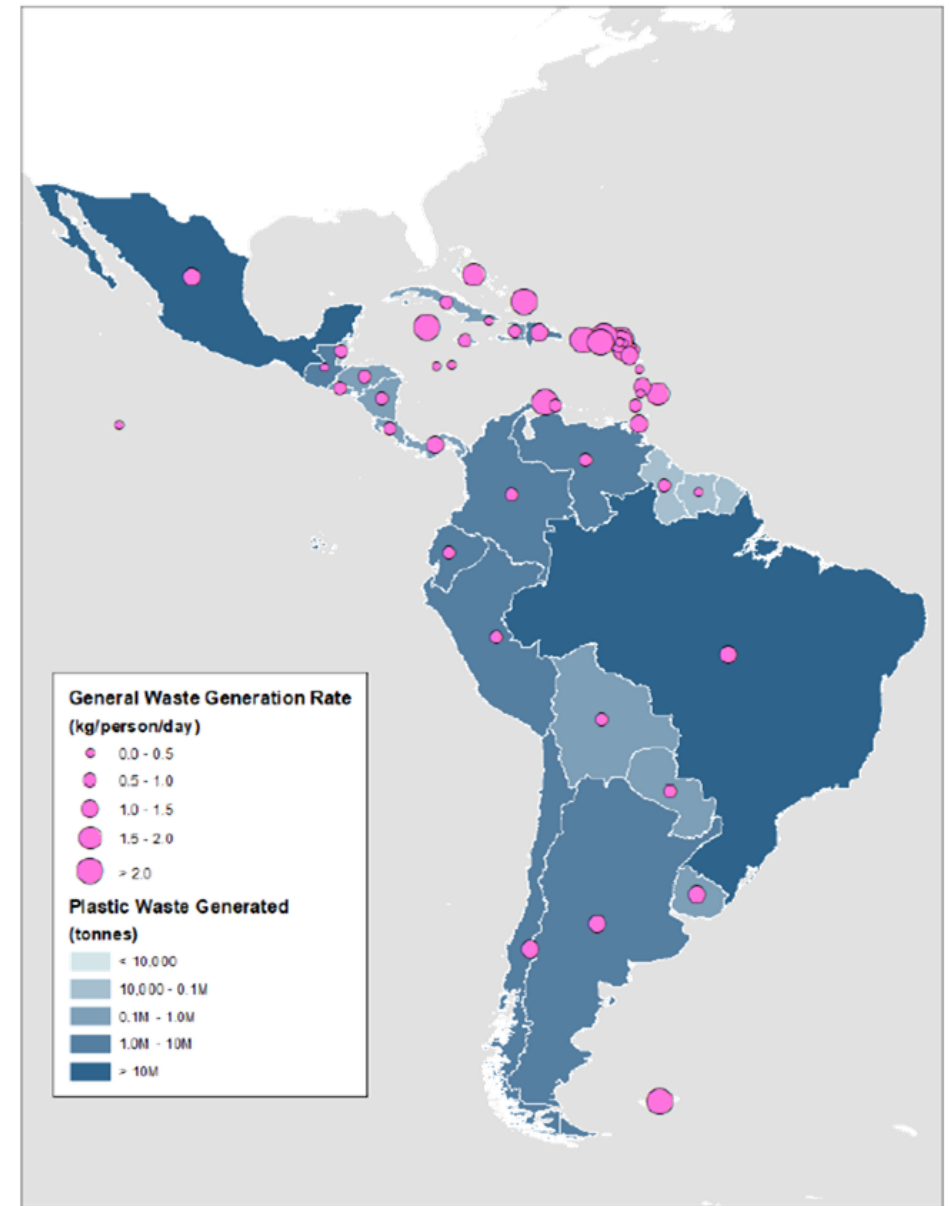 General Waste Generation Rate
(kg/person/day)
0.0 - 0.5
0.5 - 1.0
1.0 - 1.5
1.5 - 2.0
> 2.0
Plastic Waste Generated
(tonnes)
< 10,000
10,000 - 0.1M
0.1M - 1.0M
1.0M - 10M
> 10M